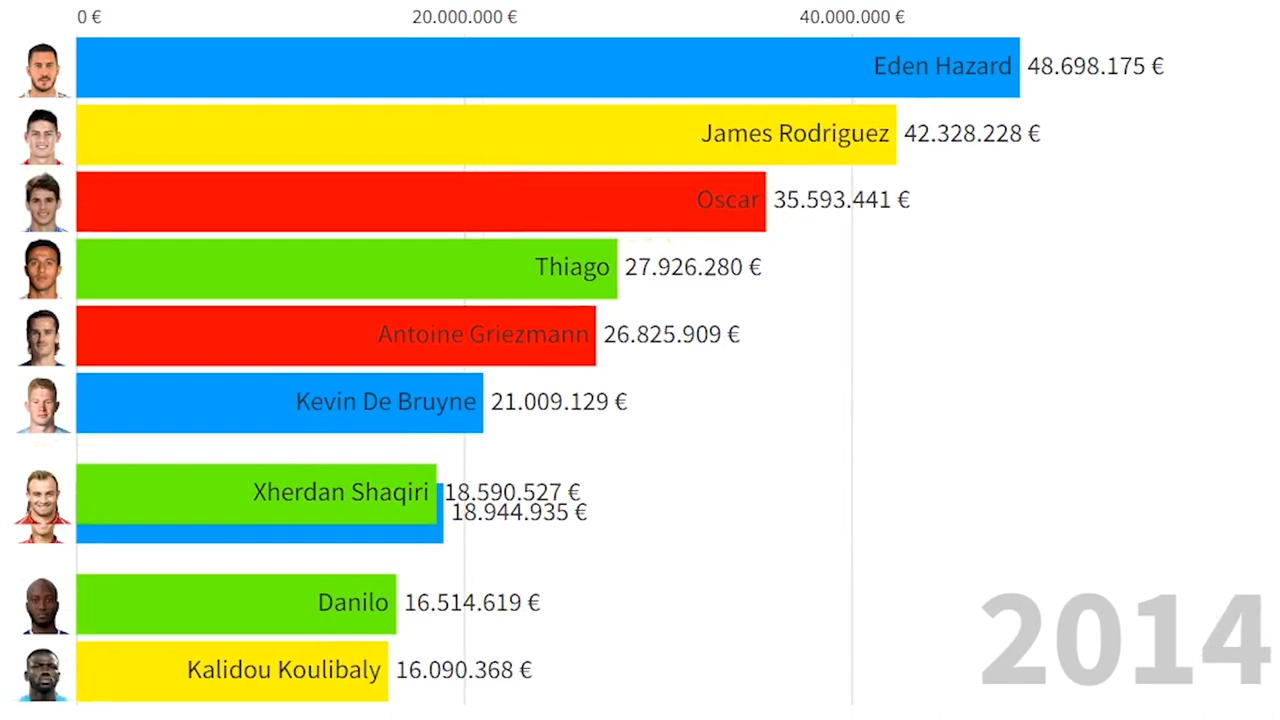 0 € 20.000.000 € 40.000.000 €
Eden Hazard 48.698.175 €
James Rodriguez 42.328.228 €
Oscar 35.593.441 €
Thiago 27.926.280 €
Antoine Griezmann 26.825.909 €
Kevin De Bruyne 21.009.129 €
Xherdan Shaqiri 18.590.527 €
18.944.935 €
Danilo 16.514.619 €
Kalidou Koulibaly 16.090.368 €
2014